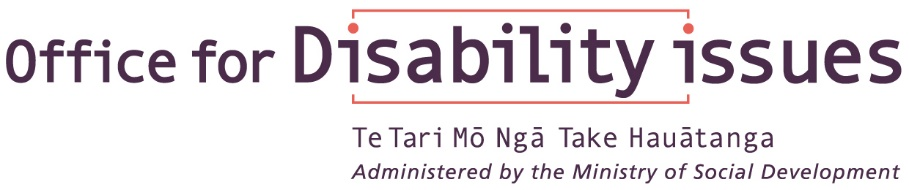 Office for Disability issues
Te Tari Mō Ngā Take Hauātanga
Administered by the Ministry of Social Development